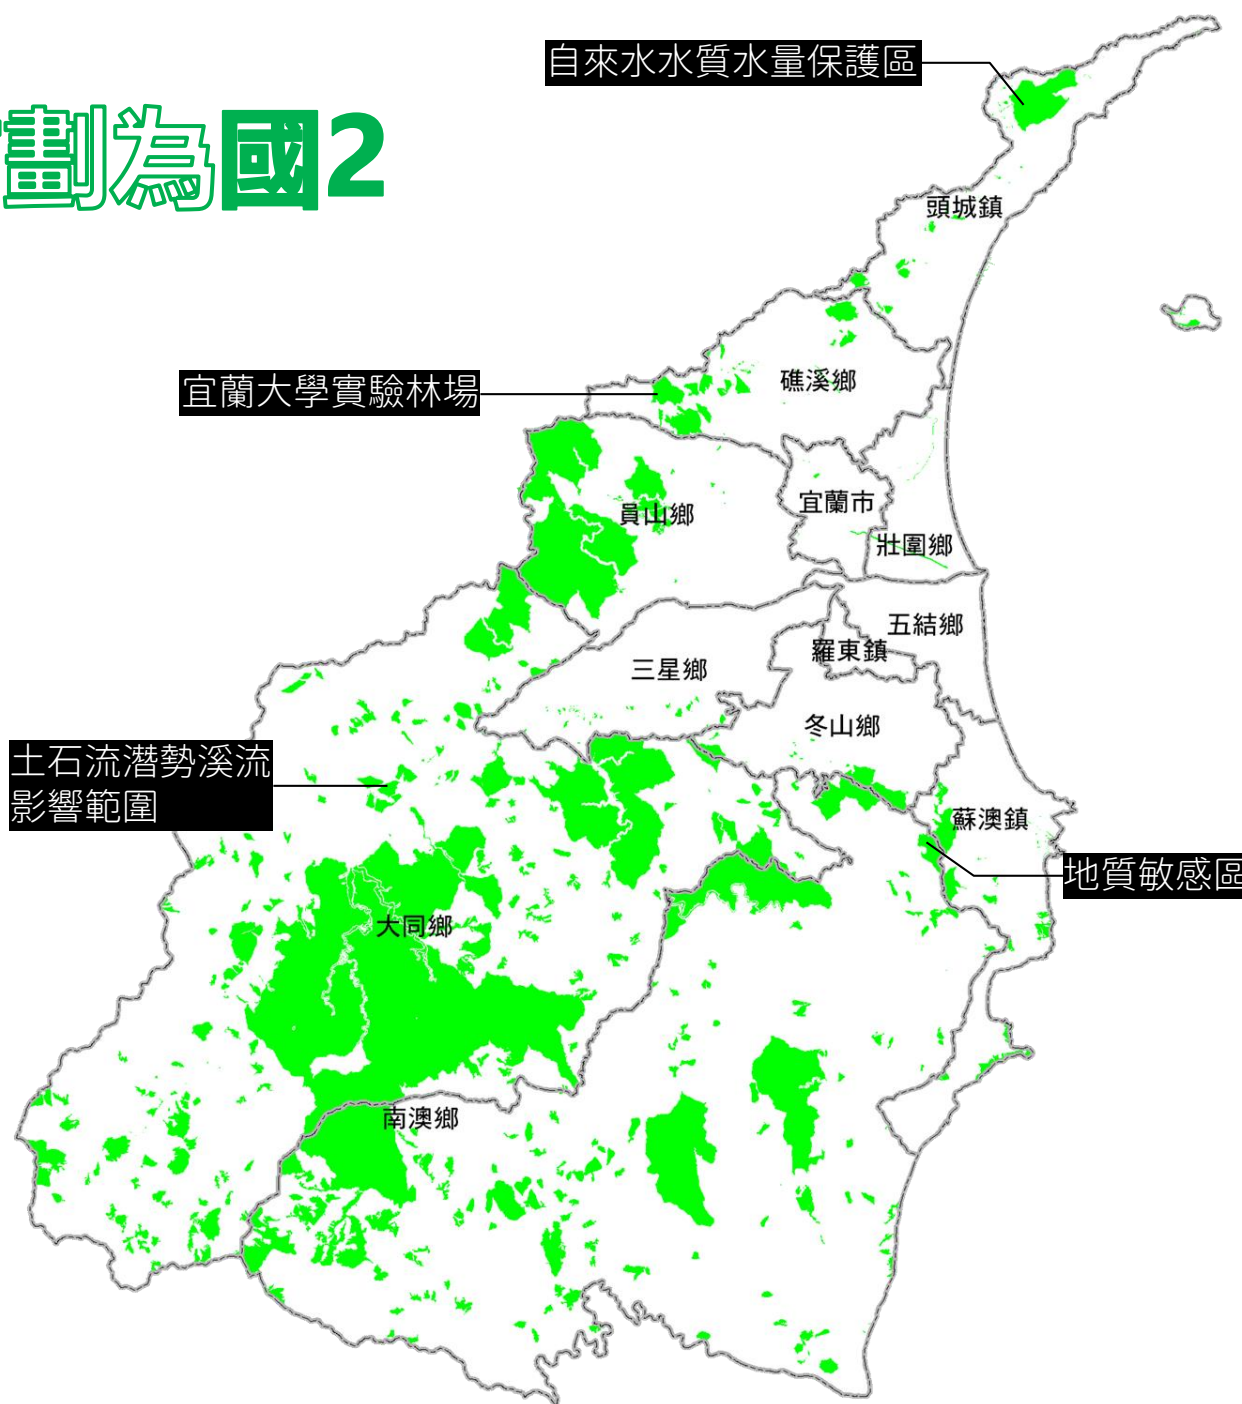 自來水水質水量保護區
劃為國2
頭城鎮
宜蘭大學實驗林場
礁溪鄉
宜蘭市
員山鄉
壯圍鄉
五結鄉
羅東鎮
三星鄉
冬山鄉
土石流潛勢溪流
影響範圍
蘇澳鎮
地質敏感區
大同鄉
南澳鄉